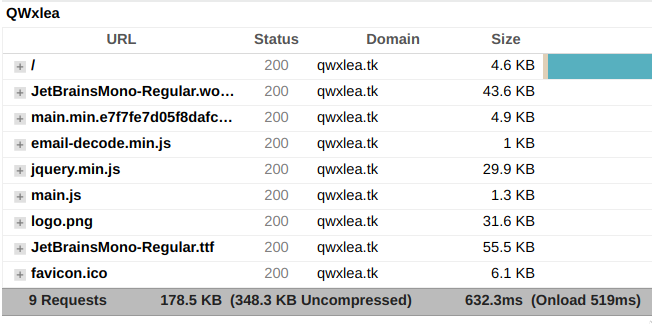 QWxlea
URL Status Domain Size
/ 200 qwxlea.tk 4.6 KB
JetBrainsMono-Regular.wo… 200 qwxlea.tk 43.6 KB
main.min.e7f7fe7d05f8dafc… 200 qwxlea.tk 4.9 KB
email-decode.min.js 200 qwxlea.tk 1 KB
jquery.min.js 200 qwxlea.tk 29.9 KB
main.js 200 qwxlea.tk 1.3 KB
logo.png 200 qwxlea.tk 31.6 KB
JetBrainsMono-Regular.ttf 200 qwxlea.tk 55.5 KB
favicon.ico 200 qwxlea.tk 6.1 KB
9 Requests 178.5 KB (348.3 KB Uncompressed) 632.3ms (Onload 519ms)